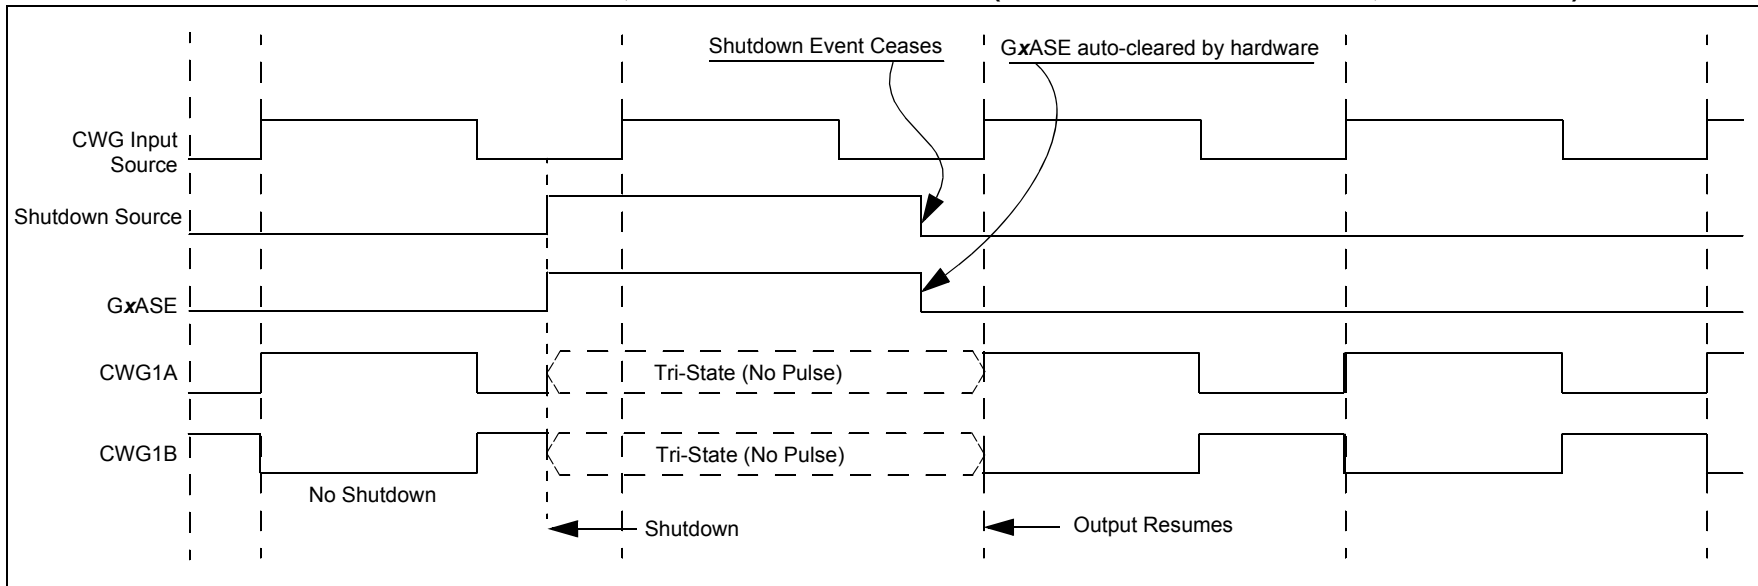 Shutdown Event Ceases
GxASE auto-cleared by hardware
CWG Input
Source
Shutdown Source
GxASE
CWG1A
Tri-State (No Pulse)
CWG1B
Tri-State (No Pulse)
No Shutdown
Shutdown
Output Resumes